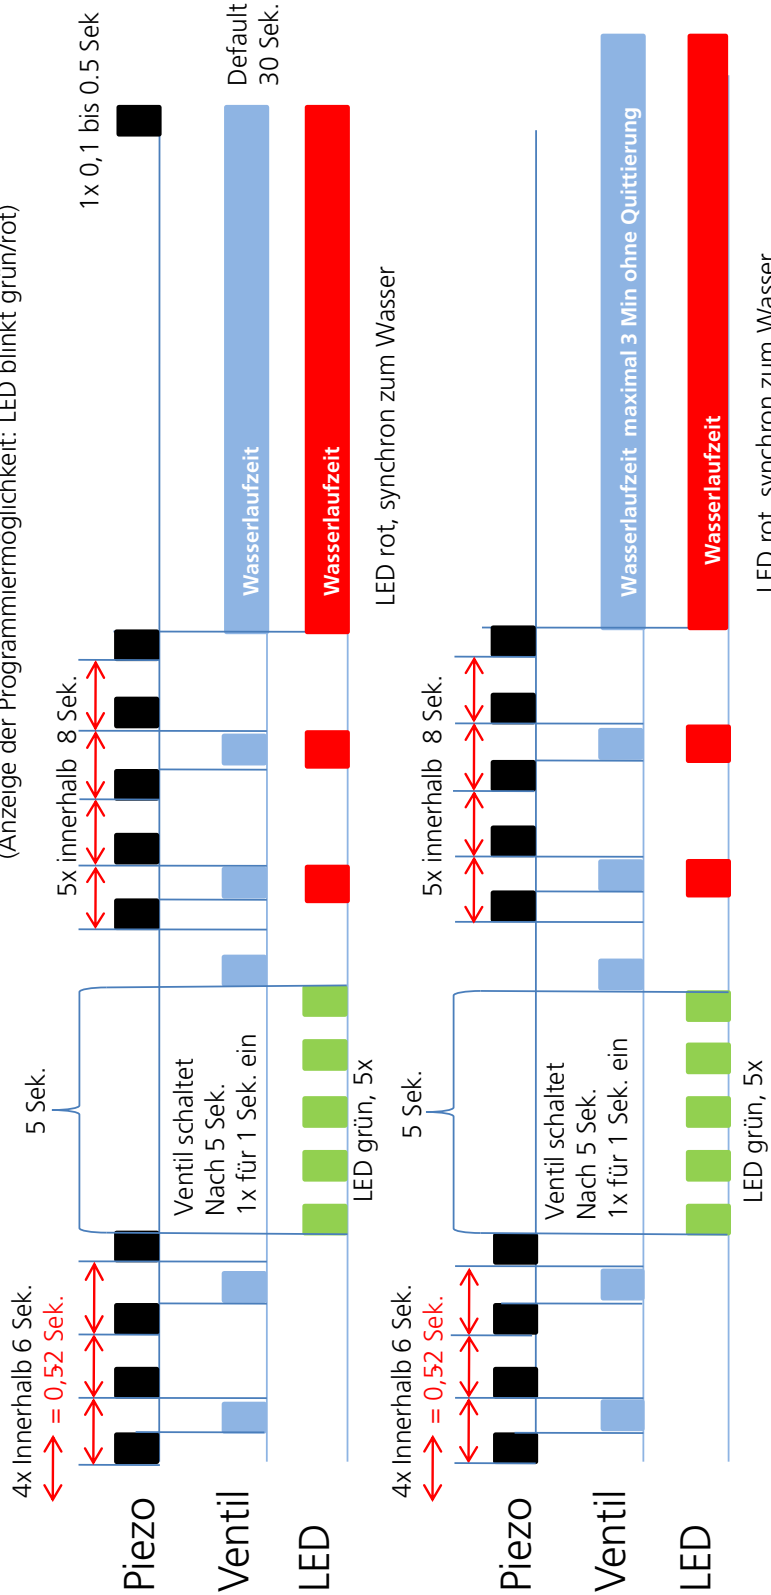 (Anzeige der Programmiermöglichkeit: LED blinkt grün/rot)
4x Innerhalb 6 Sek.
= 0,52 Sek.
5 Sek.
5x innerhalb 8 Sek.
1x 0,1 bis 0.5 Sek
Piezo
Ventil
Ventil schaltet
Nach 5 Sek.
1x für 1 Sek. ein
Wasserlaufzeit
Default
30 Sek.
LED
Wasserlaufzeit
LED grün, 5x
LED rot, synchron zum Wasser
4x Innerhalb 6 Sek.
= 0,52 Sek.
5 Sek.
5x innerhalb 8 Sek.
Piezo
Ventil
Ventil schaltet
Nach 5 Sek.
1x für 1 Sek. ein
Wasserlaufzeit maximal 3 Min ohne Quittierung
LED
Wasserlaufzeit
LED grün, 5x
LED rot, synchron zum Wasser